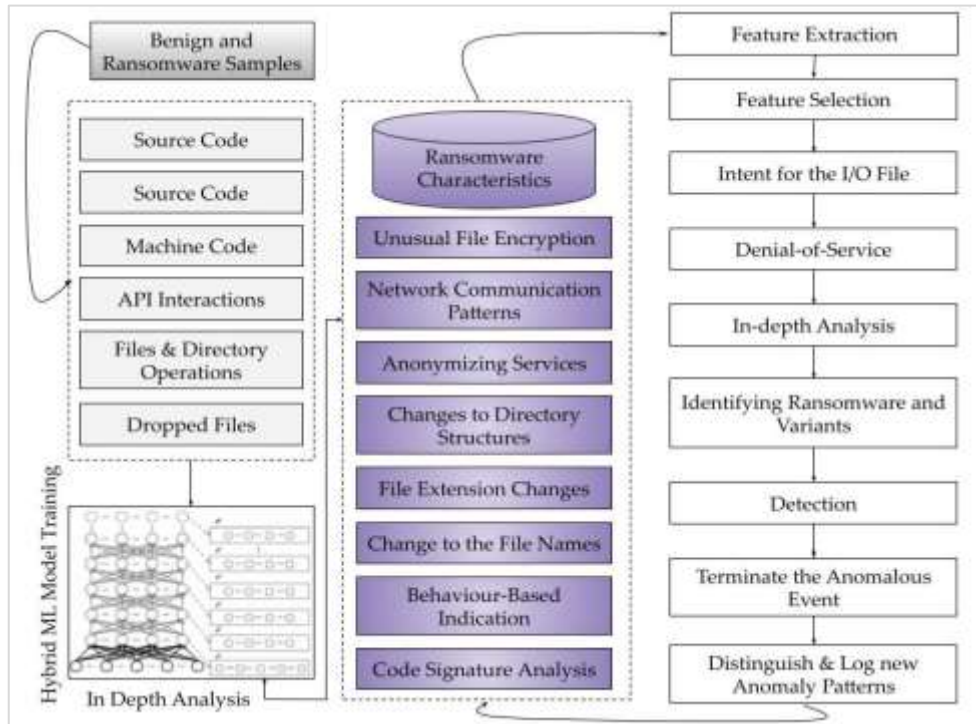 Benign and
Ransomware Samples
Source Code
Source Code
Machine Code
API Interactions
Files & Directory
Operations
Dropped Files
Hybrid ML Model Training
In Depth Analysis
Ransomware
Characteristics
Unusual File Encryption
Network Communication
Patterns
Anonymizing Services
Changes to Directory
Structures
File Extension Changes
Change to the File Names
Behaviour-Based
Indication
Code Signature Analysis
Feature Extraction
Feature Selection
Intent for the I/O File
Denial-of-Service
In-depth Analysis
Identifying Ransomware and
Variants
Detection
Terminate the Anomalous
Event
Distinguish & Log new
Anomaly Patterns